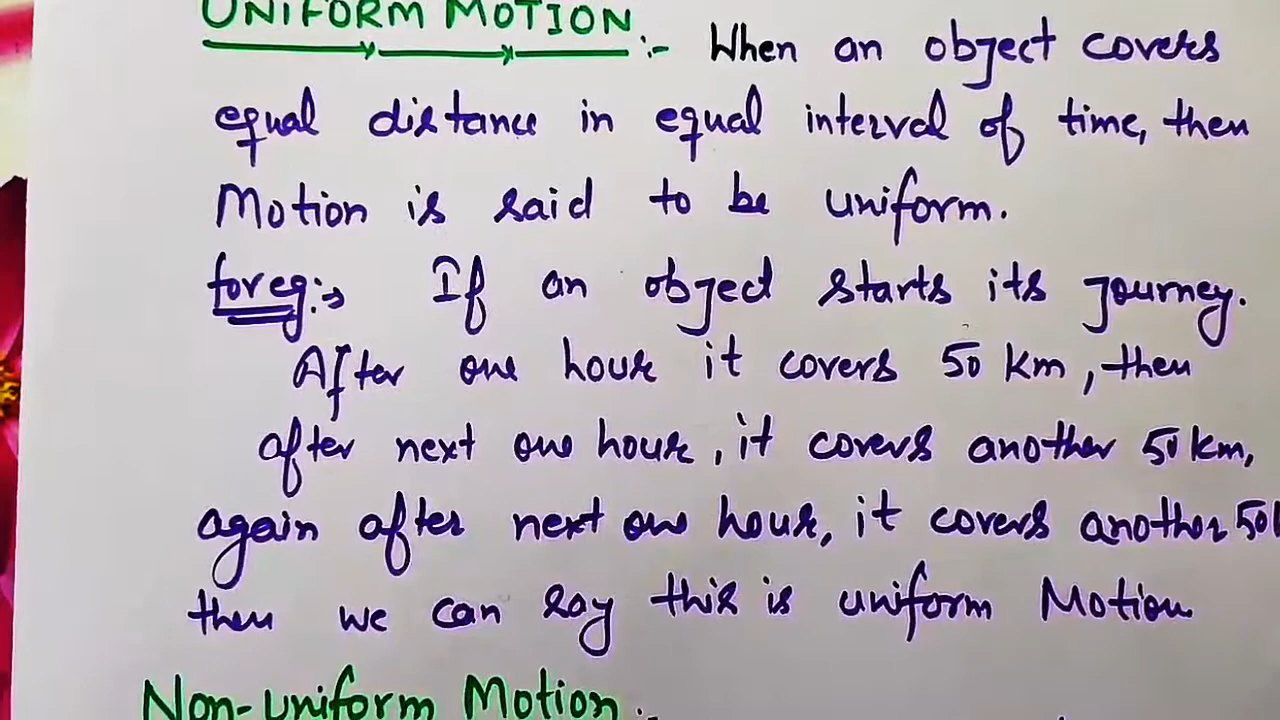 UNIFORM MOTION :- When an object covers
equal distance in equal interval of time, then
Motion is said to be uniform.
for eg:→ If an object starts its journey.
After one hour it covers 50 km, then
after next one hour, it covers another 50 km,
again after next one hour, it covers another 50
then we can say this is uniform Motion
Non-uniform Motion :-